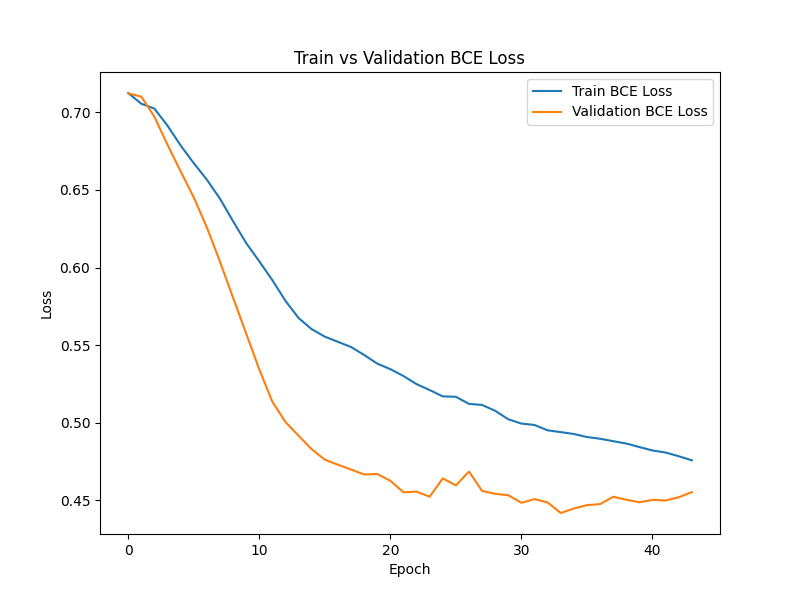 Train vs Validation BCE Loss
Train BCE Loss
Validation BCE Loss
0.70
0.65
0.60
0.55
0.50
0.45
Loss
0
10
20
30
40
Epoch